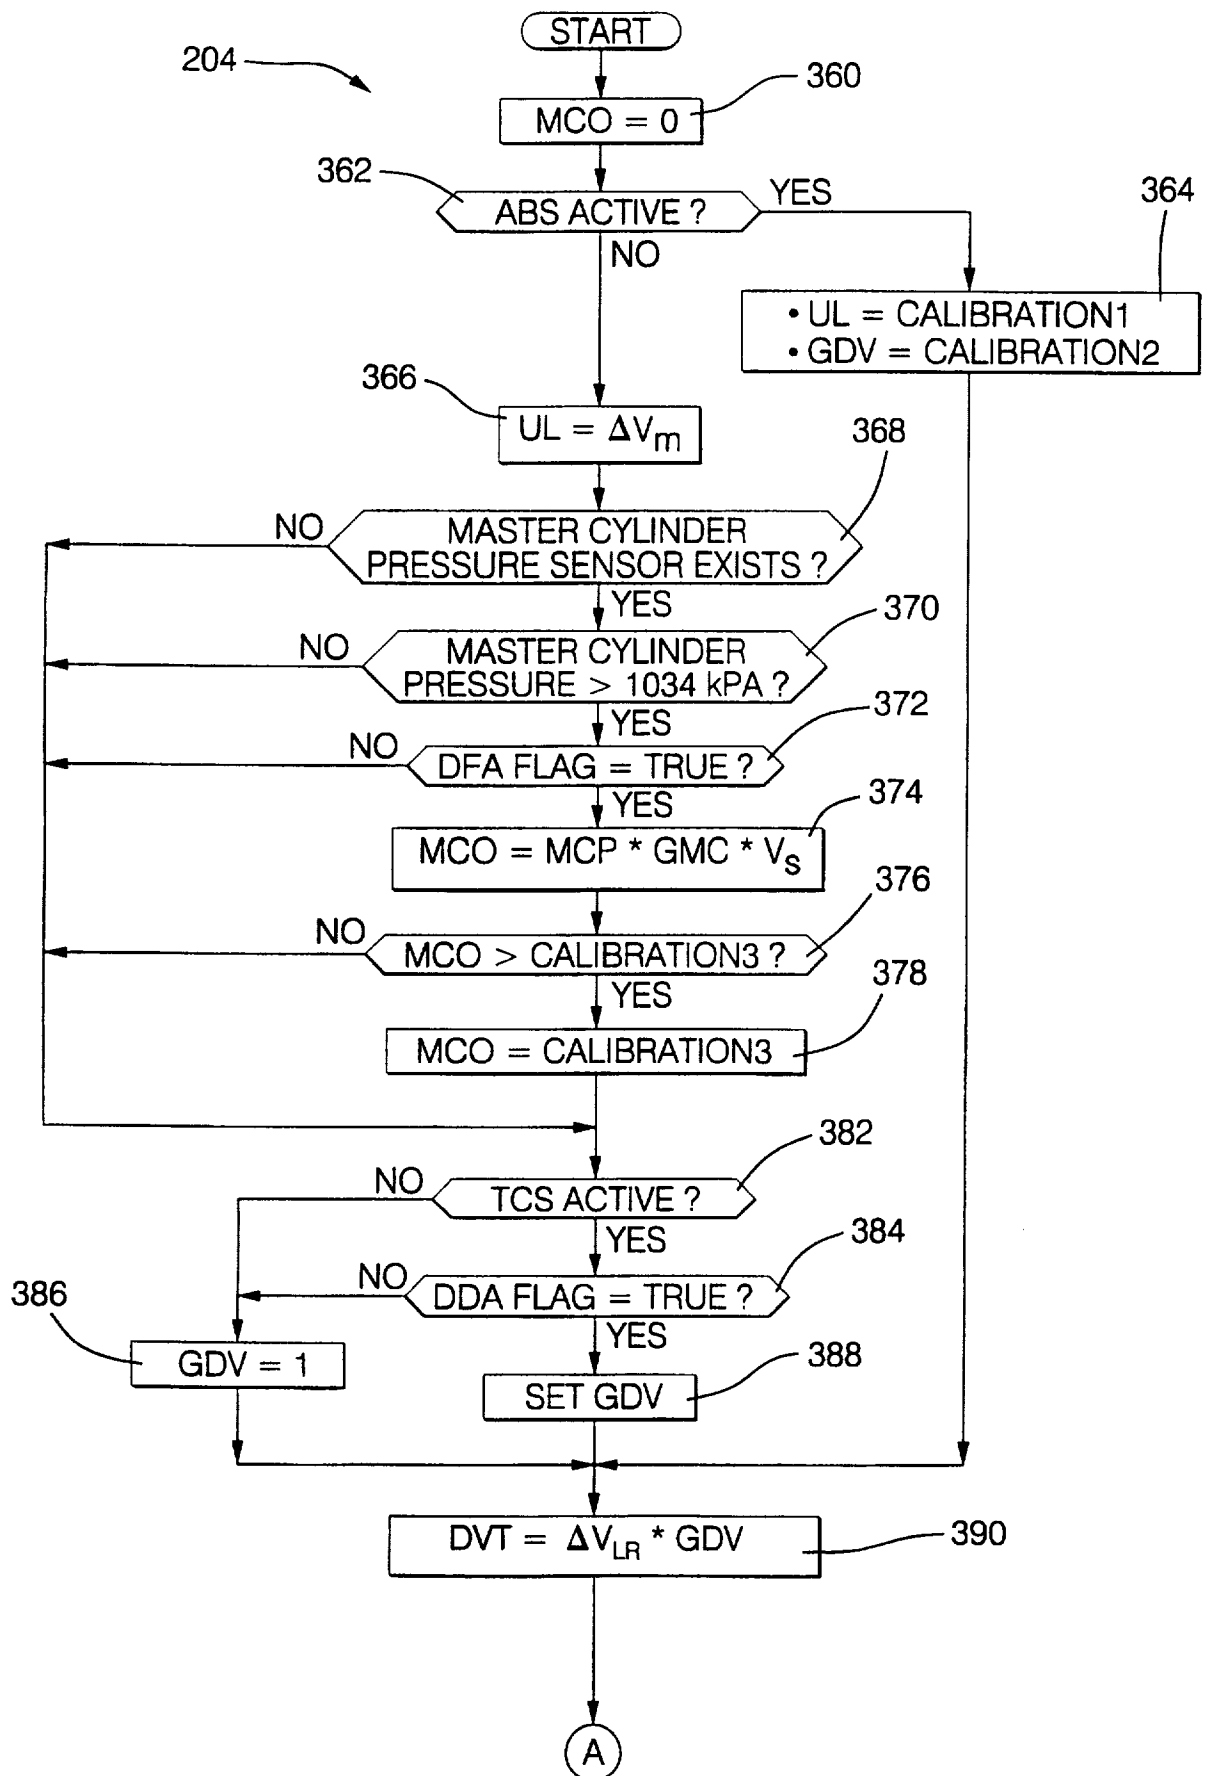 START
204
360
MCO = 0
362
ABS ACTIVE ?
YES
364
NO
• UL = CALIBRATION1
• GDV = CALIBRATION2
366
UL = ΔVm
368
NO
MASTER CYLINDER
PRESSURE SENSOR EXISTS ?
YES
370
NO
MASTER CYLINDER
PRESSURE > 1034 kPA ?
YES
372
NO
DFA FLAG = TRUE ?
YES
374
MCO = MCP * GMC * Vs
376
NO
MCO > CALIBRATION3 ?
YES
378
MCO = CALIBRATION3
382
NO
TCS ACTIVE ?
YES
384
NO
DDA FLAG = TRUE ?
386
YES
GDV = 1
388
SET GDV
DVT = ΔVLR * GDV
390
A